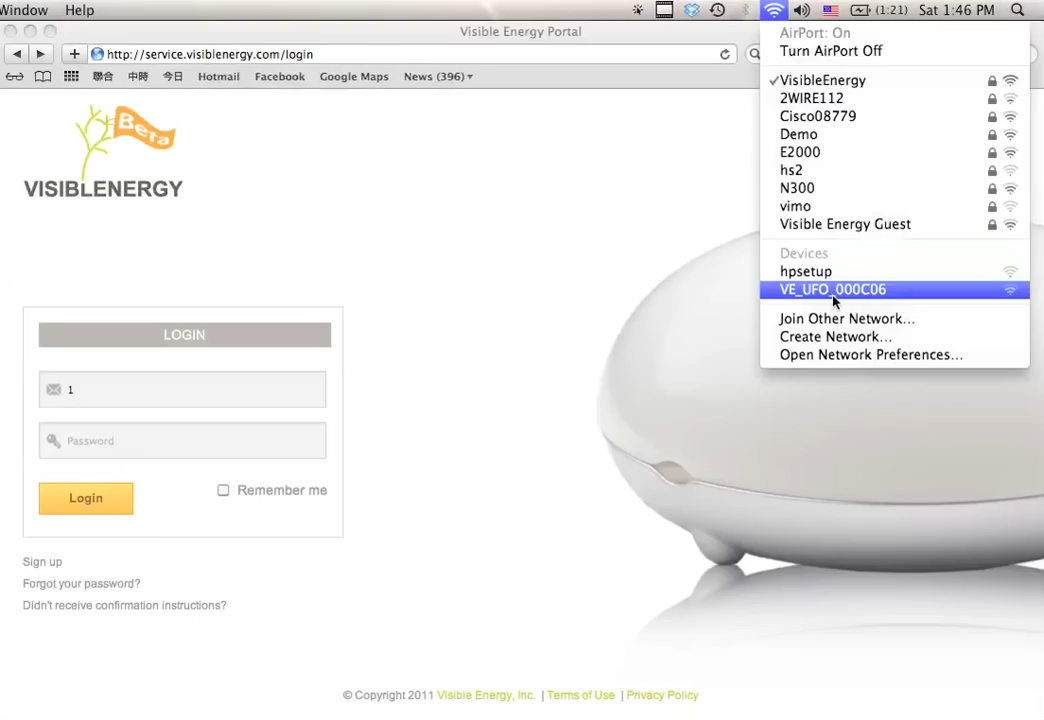 Window Help (1:21) Sat 1:46 PM
Visible Energy Portal
http://service.visiblenergy.com/login
聯合 中時 今日 Hotmail Facebook Google Maps News (396)▾
Beta
VISIBLENERGY
LOGIN
1
Password
Login
Remember me
Sign up
Forgot your password?
Didn't receive confirmation instructions?
AirPort: On
Turn AirPort Off
✓VisibleEnergy
2WIRE112
Cisco08779
Demo
E2000
hs2
N300
vimo
Visible Energy Guest
Devices
hpsetup
VE_UFO_000C06
Join Other Network...
Create Network...
Open Network Preferences...
© Copyright 2011 Visible Energy, Inc. | Terms of Use | Privacy Policy